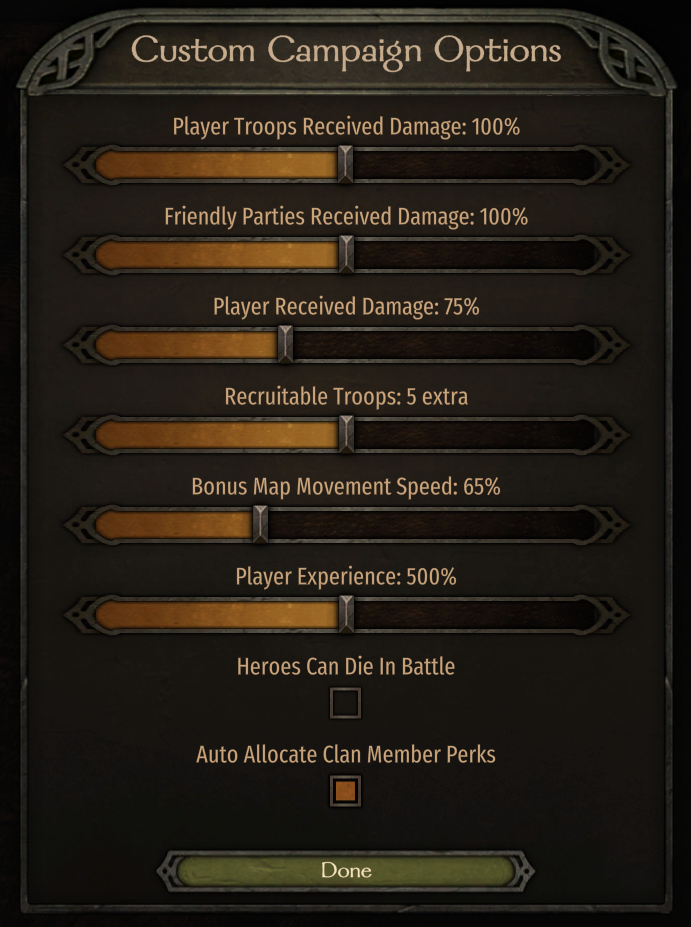 Custom Campaign Options
Player Troops Received Damage: 100%
Friendly Parties Received Damage: 100%
Player Received Damage: 75%
Recruitable Troops: 5 extra
Bonus Map Movement Speed: 65%
Player Experience: 500%
Heroes Can Die In Battle
Auto Allocate Clan Member Perks
Done